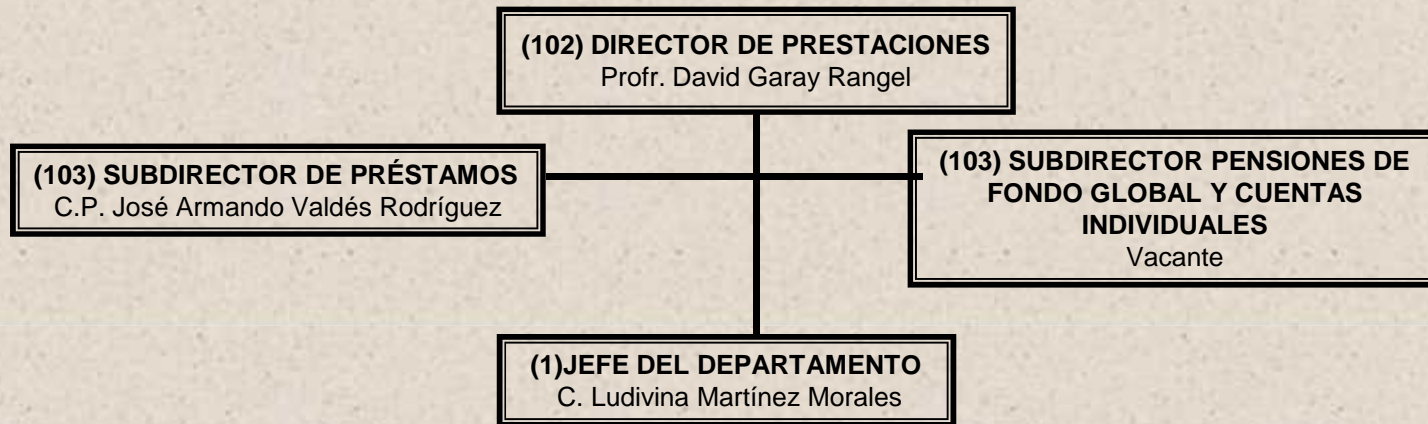 (102) DIRECTOR DE PRESTACIONES
Profr. David Garay Rangel
(103) SUBDIRECTOR DE PRÉSTAMOS
C.P. José Armando Valdés Rodríguez
(103) SUBDIRECTOR PENSIONES DE
FONDO GLOBAL Y CUENTAS
INDIVIDUALES
Vacante
(1)JEFE DEL DEPARTAMENTO
C. Ludivina Martínez Morales